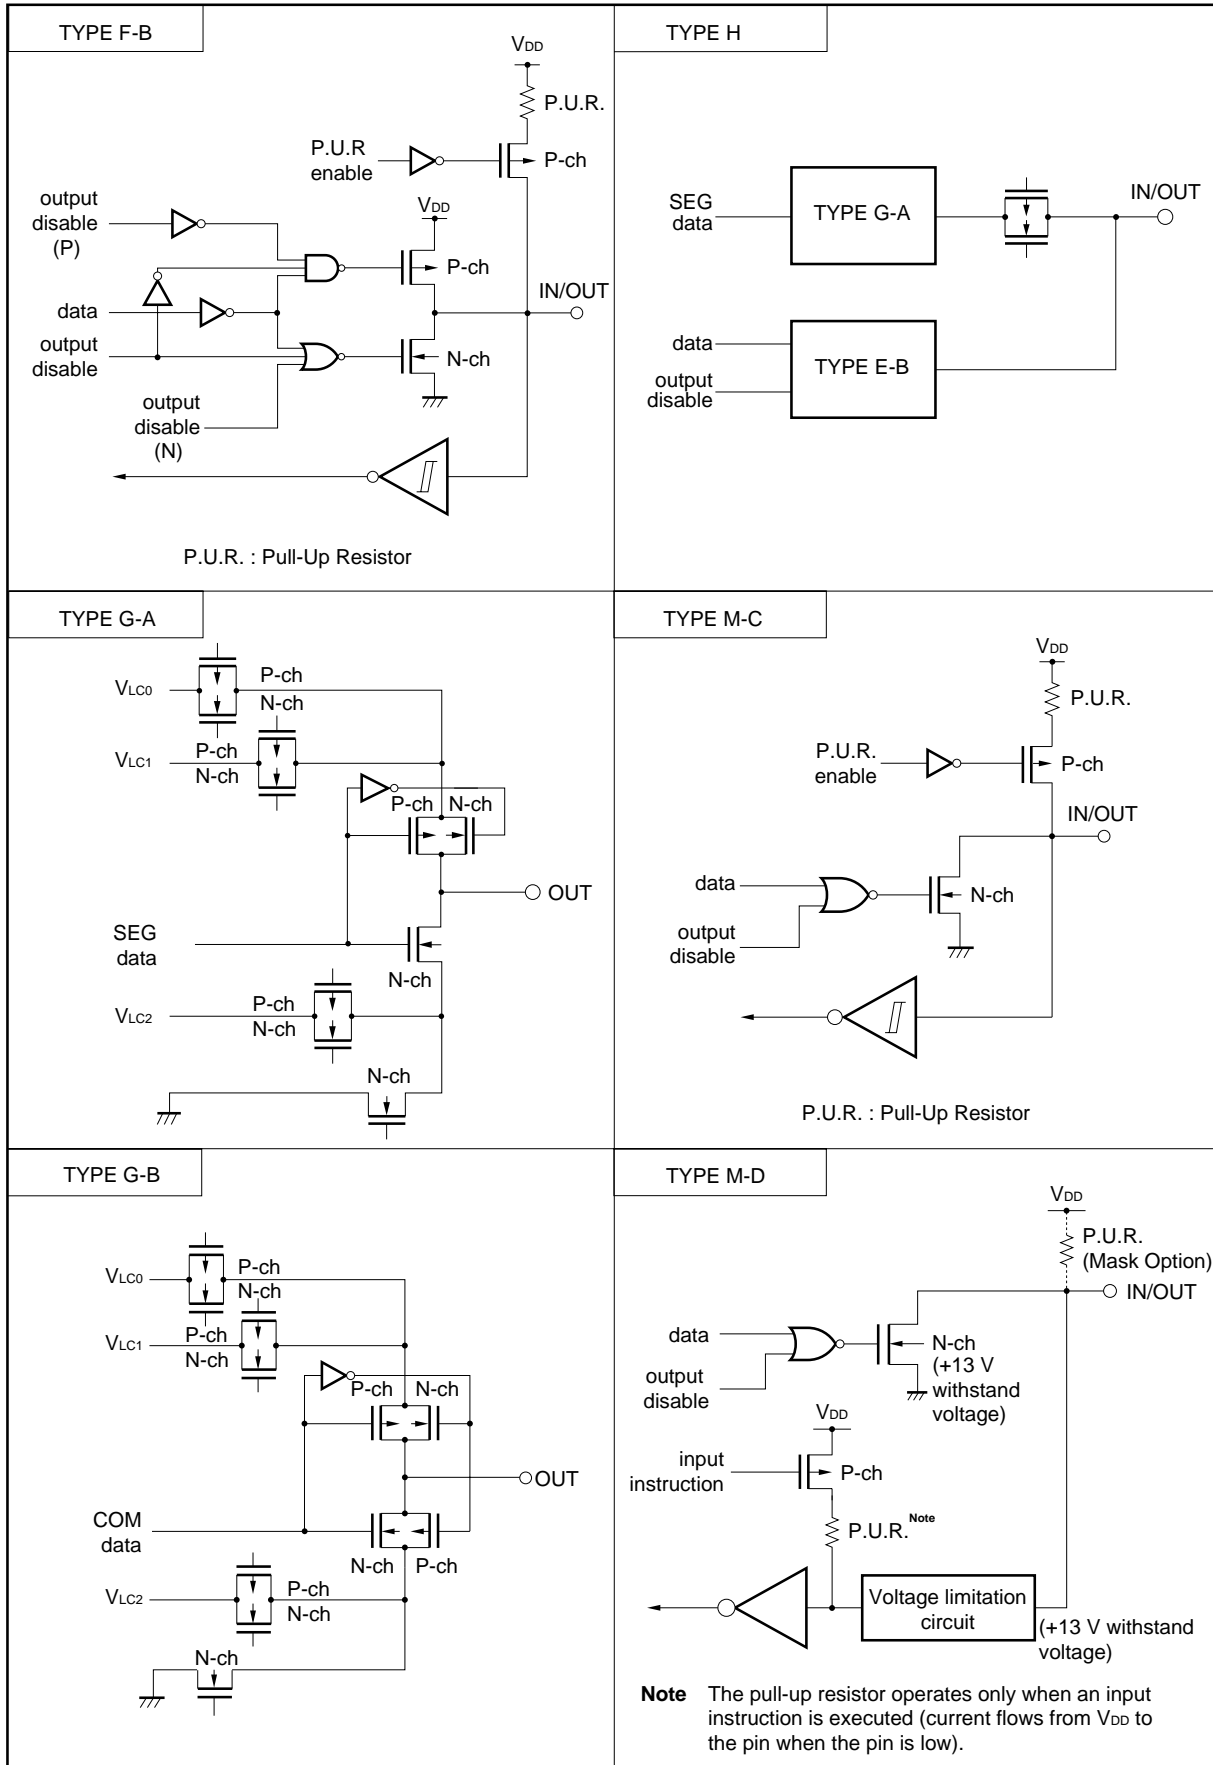 TYPE F-B
VDD
P.U.R.
P.U.R
enable
P-ch
output
disable
(P)
VDD
P-ch
IN/OUT
data
output
disable
N-ch
output
disable
(N)
P.U.R. : Pull-Up Resistor
TYPE H
SEG
data
TYPE G-A
IN/OUT
data
output
disable
TYPE E-B
TYPE G-A
VLC0
P-ch
N-ch
VLC1
P-ch
N-ch
P-ch
N-ch
OUT
SEG
data
N-ch
VLC2
P-ch
N-ch
N-ch
TYPE M-C
VDD
P.U.R.
P.U.R.
enable
P-ch
IN/OUT
data
output
disable
N-ch
P.U.R. : Pull-Up Resistor
TYPE G-B
VLC0
P-ch
N-ch
VLC1
P-ch
N-ch
P-ch
N-ch
OUT
COM
data
N-ch
P-ch
VLC2
P-ch
N-ch
N-ch
TYPE M-D
VDD
P.U.R.
(Mask Option)
IN/OUT
data
output
disable
N-ch
(+13 V
withstand
voltage)
VDD
input
instruction
P-ch
P.U.R.Note
Voltage limitation
circuit
(+13 V withstand
voltage)
Note The pull-up resistor operates only when an input
instruction is executed (current flows from VDD to
the pin when the pin is low).